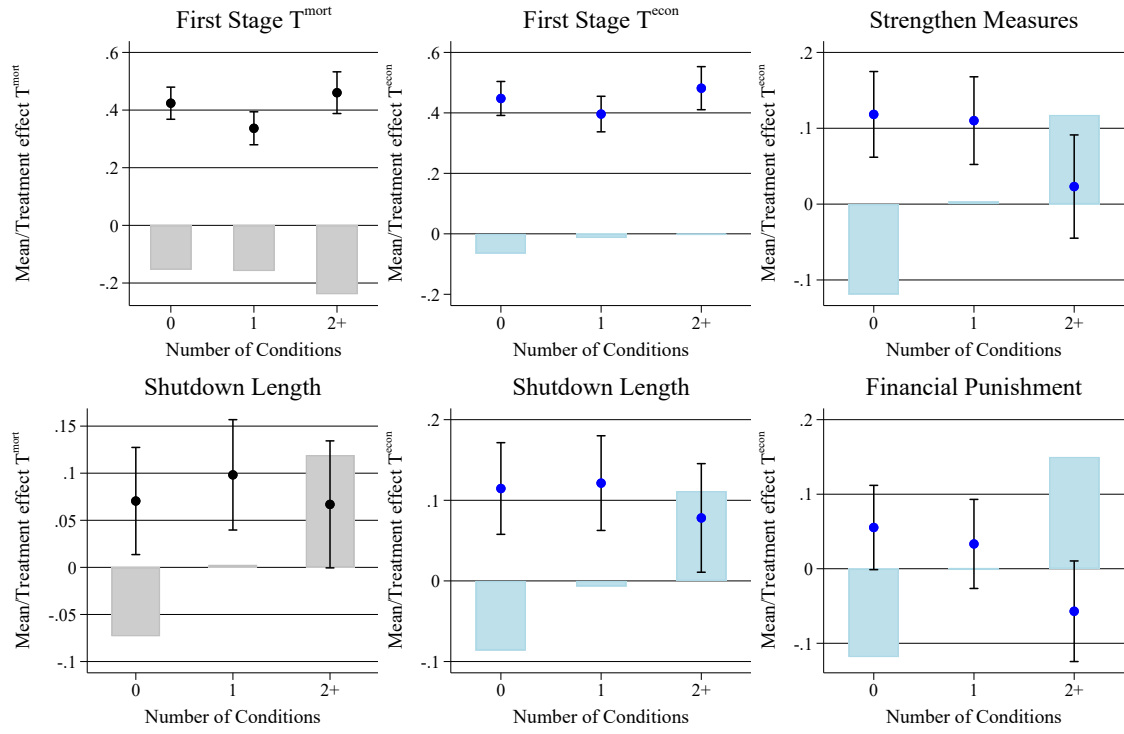 First Stage T^mort
Mean/Treatment effect T^mort
.6
.4
.2
0
-.2
0 1 2+
Number of Conditions
First Stage T^econ
Mean/Treatment effect T^econ
.6
.4
.2
0
-.2
0 1 2+
Number of Conditions
Strengthen Measures
Mean/Treatment effect T^econ
.2
.1
0
-.1
0 1 2+
Number of Conditions
Shutdown Length
Mean/Treatment effect T^mort
.15
.1
.05
0
-.05
-.1
0 1 2+
Number of Conditions
Shutdown Length
Mean/Treatment effect T^econ
.2
.1
0
-.1
0 1 2+
Number of Conditions
Financial Punishment
Mean/Treatment effect T^econ
.2
.1
0
-.1
0 1 2+
Number of Conditions